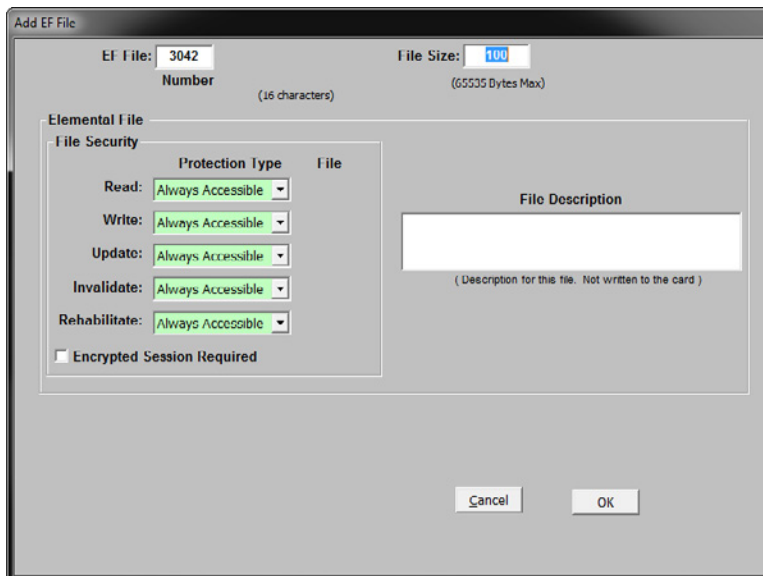 Add EF File
EF File: 3042 File Size: 100
Number (16 characters) (65535 Bytes Max)
Elemental File
File Security
Protection Type File
Read: Always Accessible
Write: Always Accessible
Update: Always Accessible
Invalidate: Always Accessible
Rehabilitate: Always Accessible
Encrypted Session Required
File Description
( Description for this file. Not written to the card )
Cancel OK